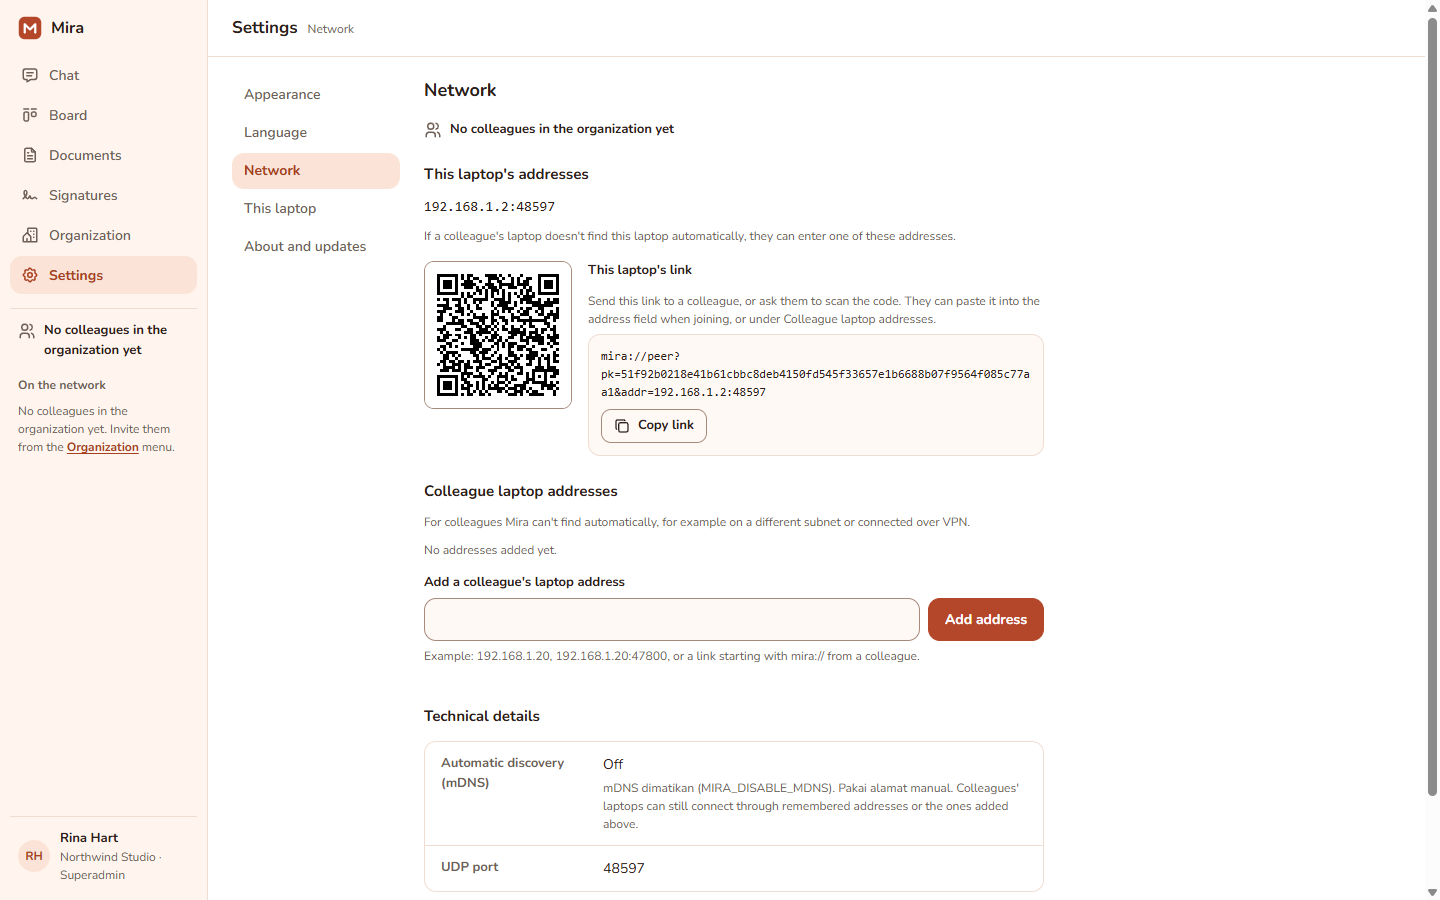 Mira
Chat
Board
Documents
Signatures
Organization
Settings
No colleagues in the
organization yet
On the network
No colleagues in the
organization yet. Invite them
from the Organization menu.
RH
Rina Hart
Northwind Studio ·
Superadmin
Settings Network
Appearance
Language
Network
This laptop
About and updates
Network
No colleagues in the organization yet
This laptop's addresses
192.168.1.2:48597
If a colleague's laptop doesn't find this laptop automatically, they can enter one of these addresses.
This laptop's link
Send this link to a colleague, or ask them to scan the code. They can paste it into the
address field when joining, or under Colleague laptop addresses.
mira://peer?
pk=51f92b0218e41b61cbbc8deb4150fd545f33657e1b6688b07f9564f085c77a
a1&addr=192.168.1.2:48597
Copy link
Colleague laptop addresses
For colleagues Mira can't find automatically, for example on a different subnet or connected over VPN.
No addresses added yet.
Add a colleague's laptop address
Add address
Example: 192.168.1.20, 192.168.1.20:47800, or a link starting with mira:// from a colleague.
Technical details
Automatic discovery
(mDNS)
Off
mDNS dimatikan (MIRA_DISABLE_MDNS). Pakai alamat manual. Colleagues'
laptops can still connect through remembered addresses or the ones added
above.
UDP port
48597